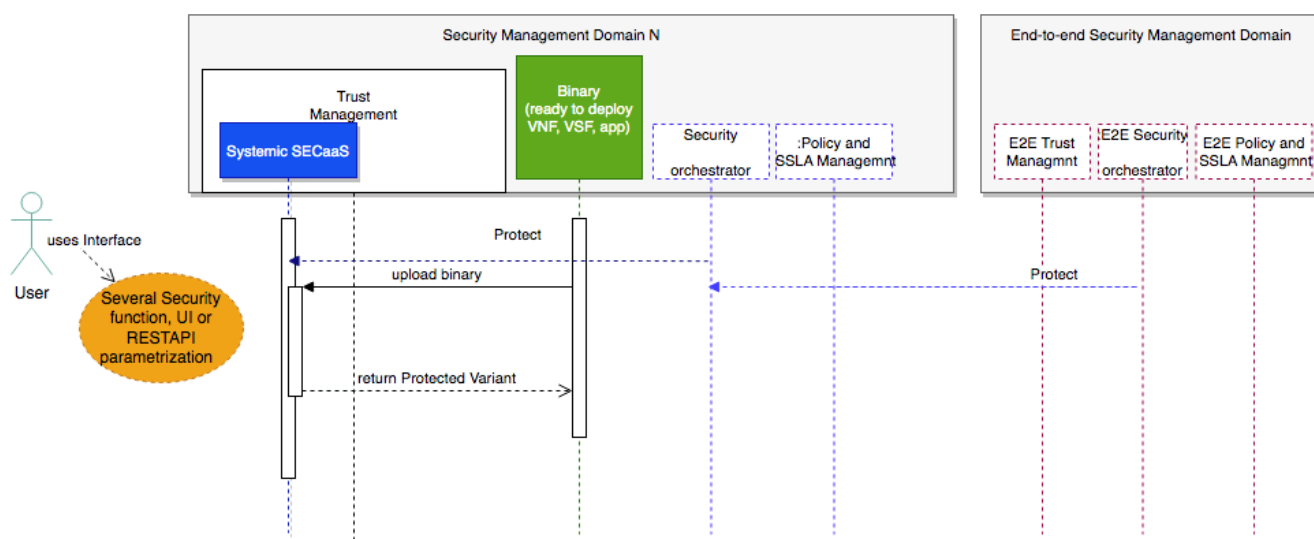 Security Management Domain N
End-to-end Security Management Domain
Trust
Management
Systemic SECaaS
Binary
(ready to deploy
VNF, VSF, app)
Security
orchestrator
:Policy and
SSLA Managemnt
E2E Trust
Managmnt
:E2E Security
orchestrator
E2E Policy and
SSLA Managmnt
User
uses Interface
Several Security
function, UI or
RESTAPI
parametrization
Protect
upload binary
Protect
return Protected Variant